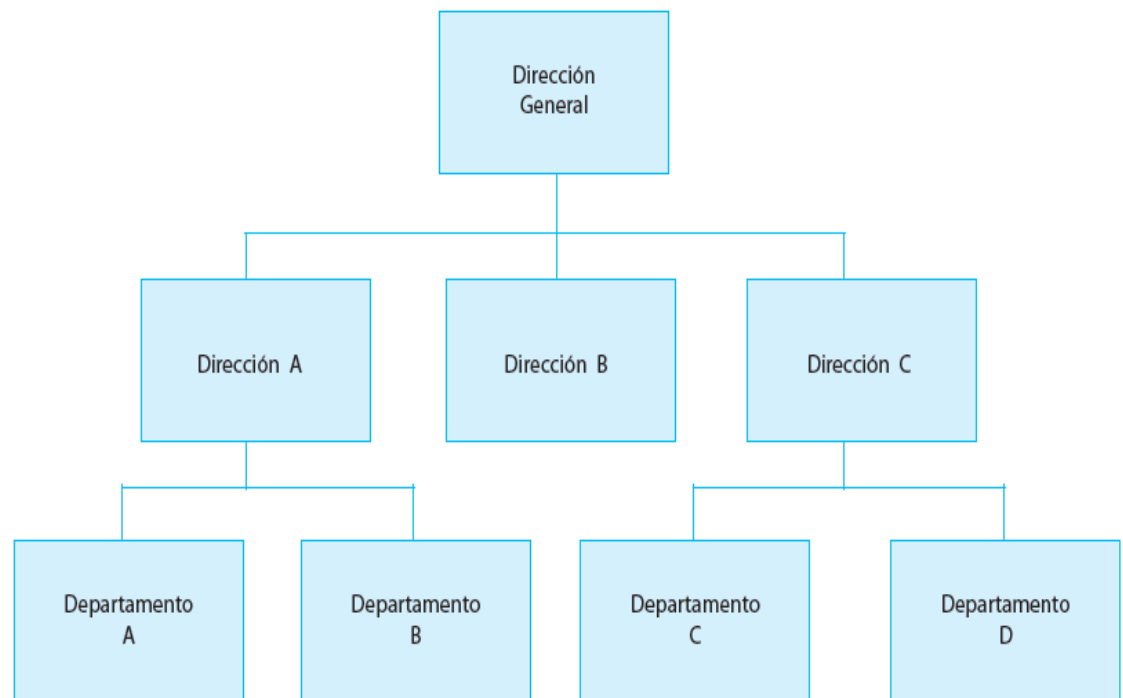 Dirección
General
Dirección A
Dirección B
Dirección C
Departamento
A
Departamento
B
Departamento
C
Departamento
D